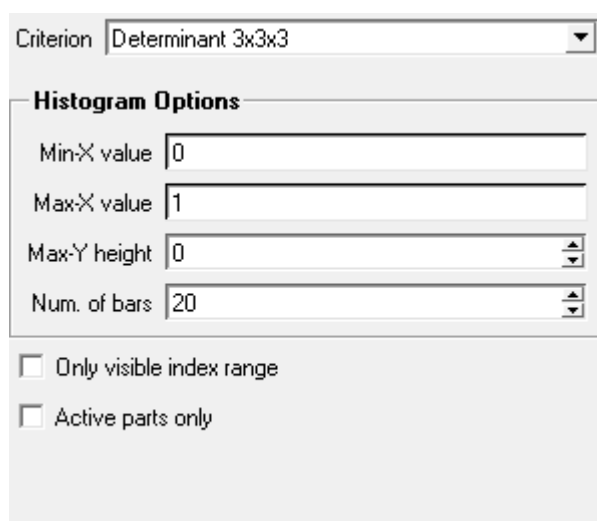 Criterion Determinant 3x3x3
Histogram Options
Min-X value 0
Max-X value 1
Max-Y height 0
Num. of bars 20
Only visible index range
Active parts only